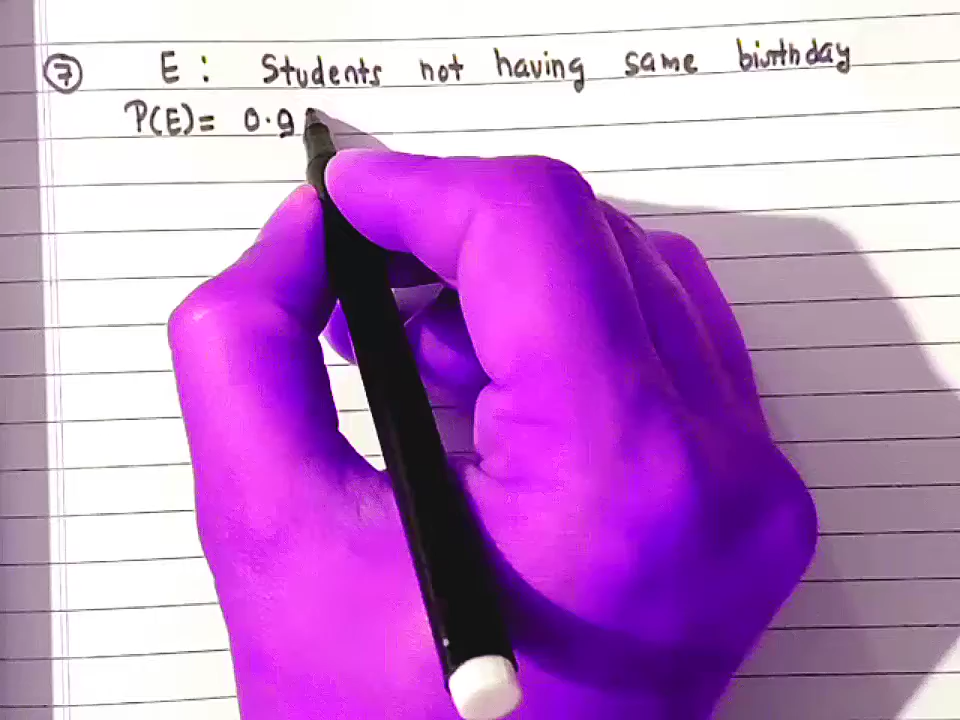 ⑦ E : Students not having same birthday
P(E) = 0.9